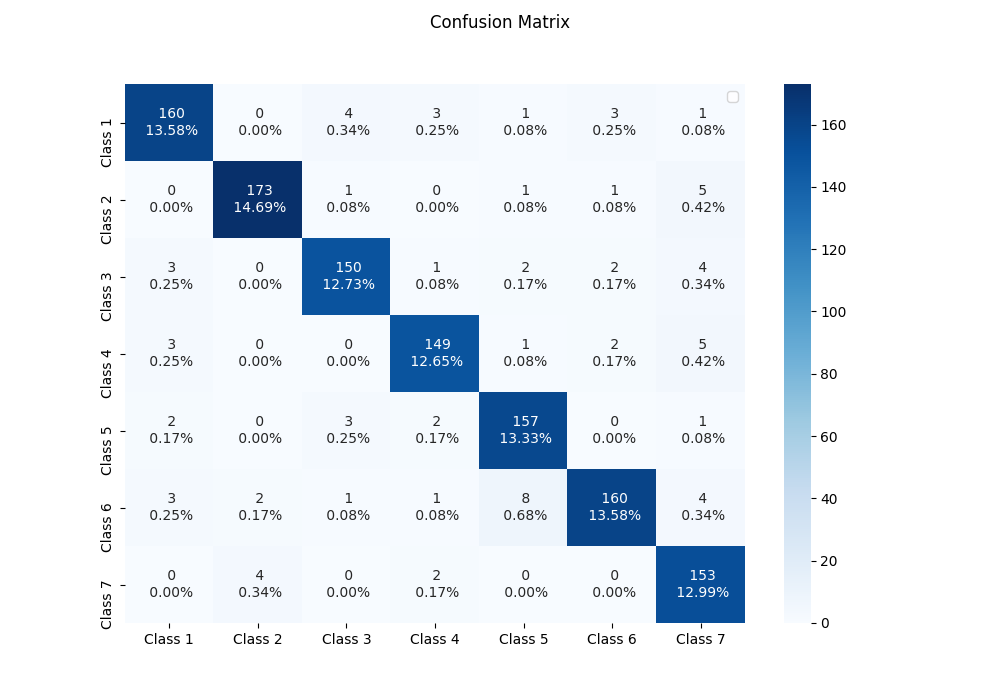 Confusion Matrix
Class 1
160 0 4 3 1 3 1
13.58% 0.00% 0.34% 0.25% 0.08% 0.25% 0.08%
Class 2
0 173 1 0 1 1 5
0.00% 14.69% 0.08% 0.00% 0.08% 0.08% 0.42%
Class 3
3 0 150 1 2 2 4
0.25% 0.00% 12.73% 0.08% 0.17% 0.17% 0.34%
Class 4
3 0 0 149 1 2 5
0.25% 0.00% 0.00% 12.65% 0.08% 0.17% 0.42%
Class 5
2 0 3 2 157 0 1
0.17% 0.00% 0.25% 0.17% 13.33% 0.00% 0.08%
Class 6
3 2 1 1 8 160 4
0.25% 0.17% 0.08% 0.08% 0.68% 13.58% 0.34%
Class 7
0 4 0 2 0 0 153
0.00% 0.34% 0.00% 0.17% 0.00% 0.00% 12.99%
Class 1 Class 2 Class 3 Class 4 Class 5 Class 6 Class 7
160
140
120
100
80
60
40
20
0